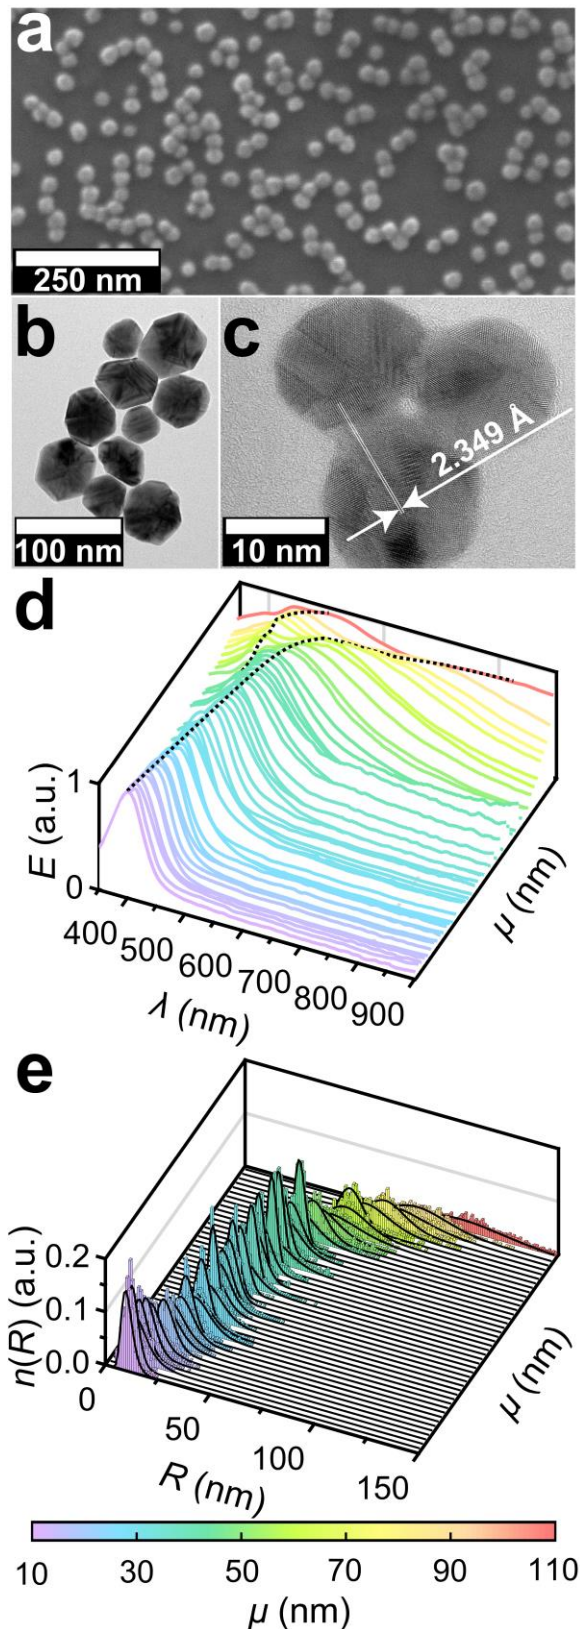 a
250 nm
b
c
100 nm
10 nm
2.349 Å
d
1
0
E (a.u.)
400
500
600
700
800
900
λ (nm)
μ (nm)
e
0.2
0.1
0.0
n(R) (a.u.)
0
50
100
150
R (nm)
μ (nm)
10 30 50 70 90 110
μ (nm)